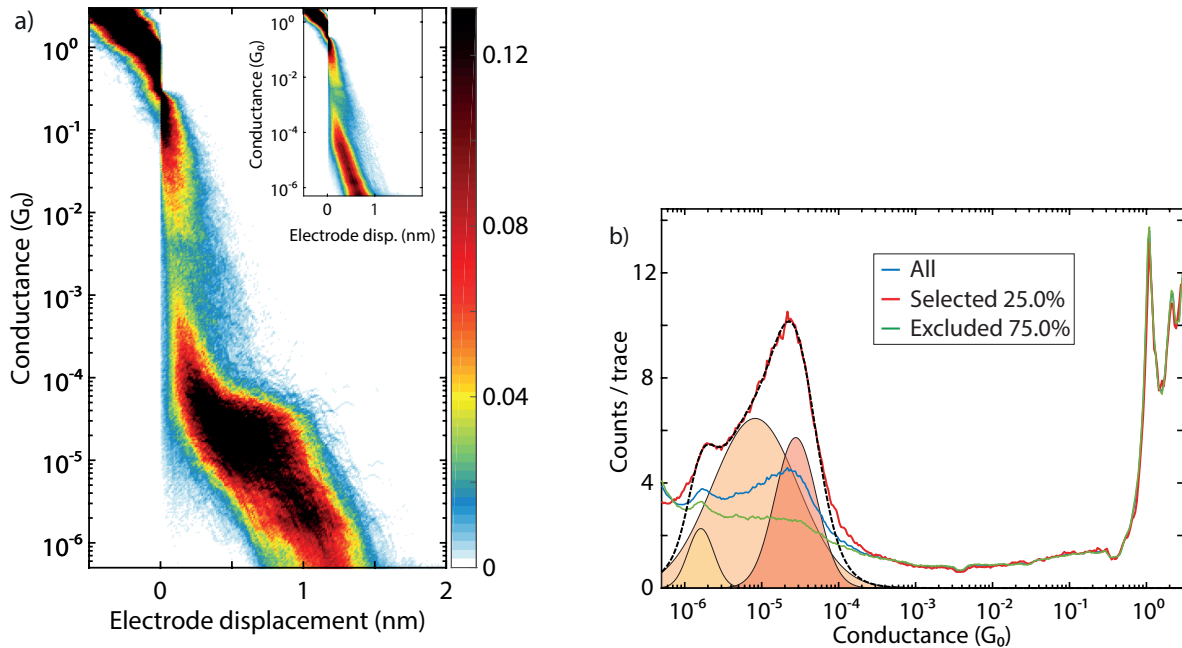 a)
10⁰
10⁻¹
10⁻²
10⁻³
10⁻⁴
10⁻⁵
10⁻⁶
Conductance (G₀)
0
1
2
Electrode displacement (nm)
10⁰
10⁻²
10⁻⁴
10⁻⁶
Conductance (G₀)
0
1
Electrode disp. (nm)
0.12
0.08
0.04
0
b)
12
8
4
0
Counts / trace
All
Selected 25.0%
Excluded 75.0%
10⁻⁶
10⁻⁵
10⁻⁴
10⁻³
10⁻²
10⁻¹
10⁰
Conductance (G₀)